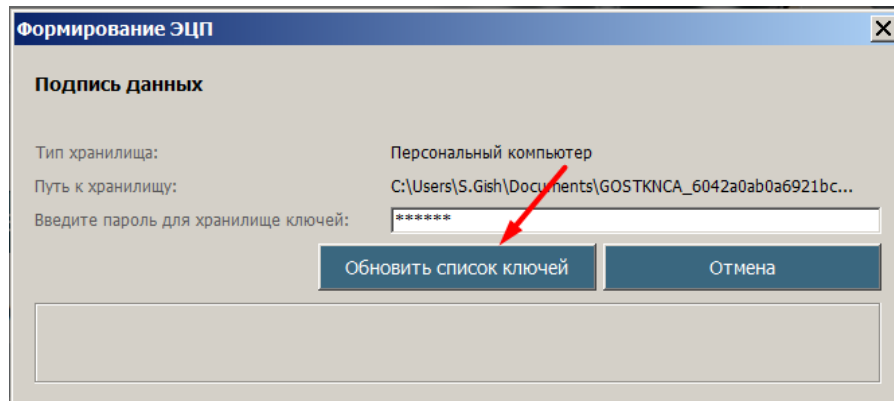 Формирование ЭЦП
Подпись данных
Тип хранилища: Персональный компьютер
Путь к хранилищу: C:\Users\S.Gish\Documents\GOSTKNCA_6042a0ab0a6921bc...
Введите пароль для хранилище ключей: ******
Обновить список ключей Отмена